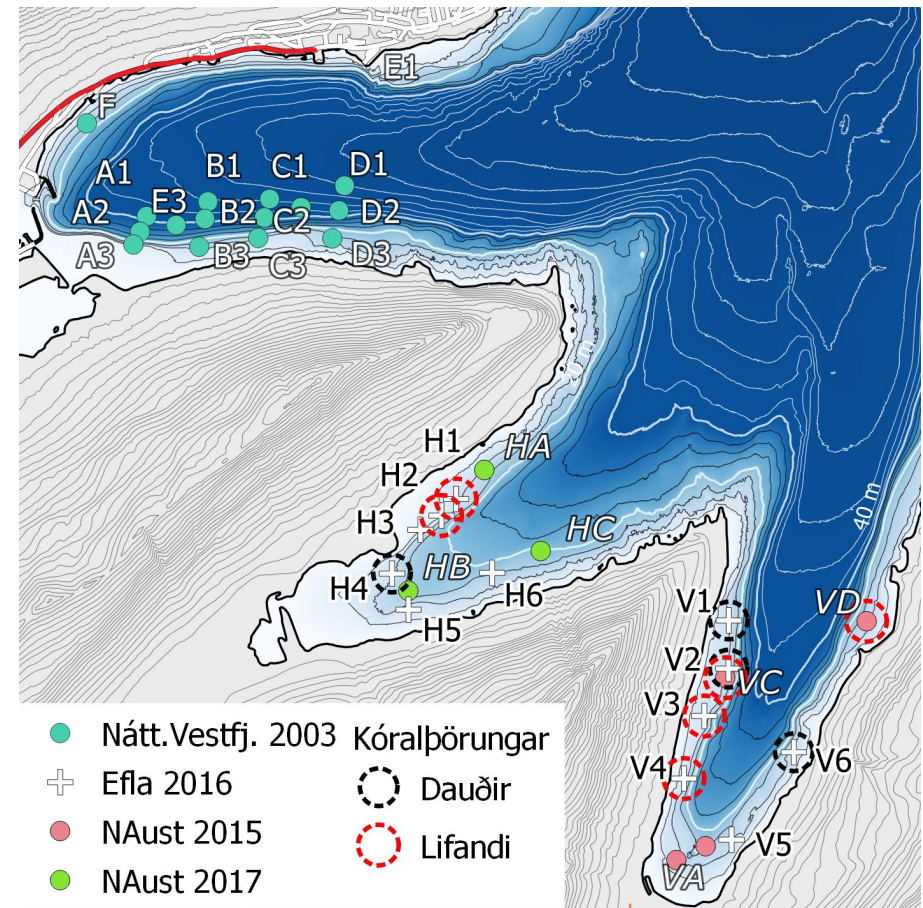 E1
F
A1
B1
C1
D1
A2
E3
B2
C2
D2
A3
B3
C3
D3
20 m
H1
HA
H2
H3
HC
HB
H4
H6
H5
40 m
V1
VD
V2
VC
V3
V4
V6
V5
VA
Nátt.Vestfj. 2003
Efla 2016
NAust 2015
NAust 2017
Kóralþörungar
Dauðir
Lifandi